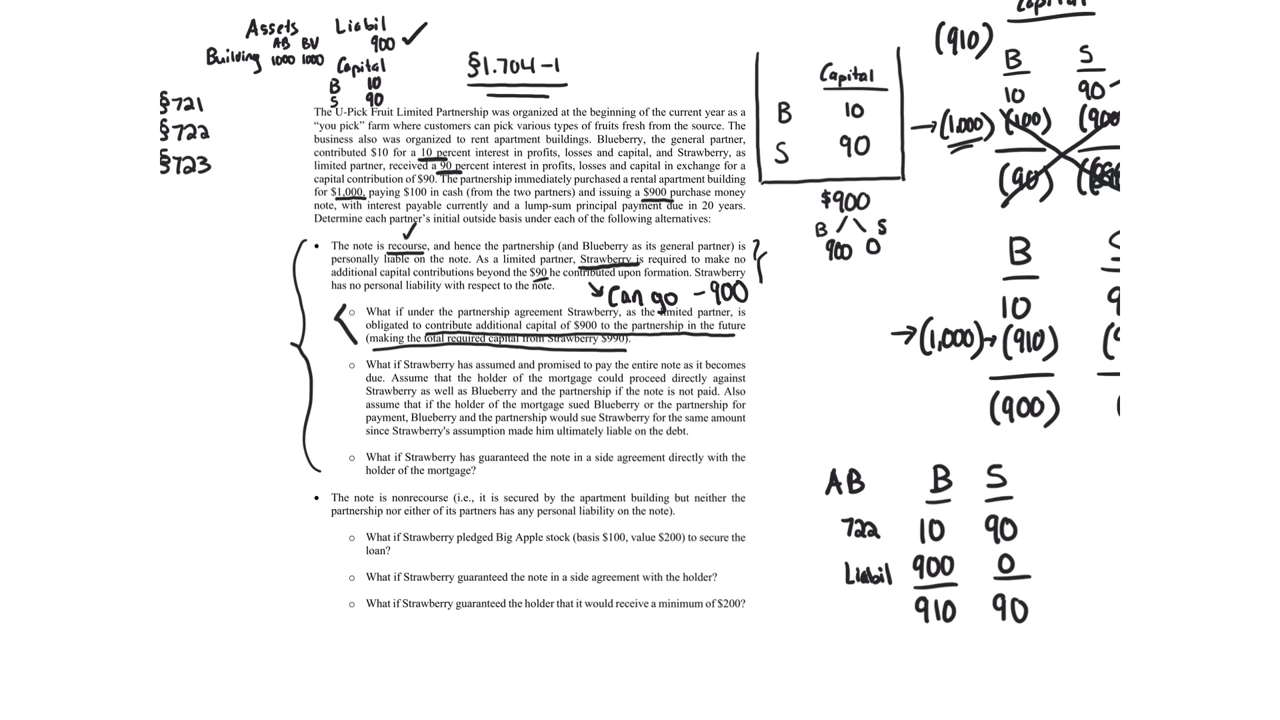 Assets Liabil
AB BV 900 ✓
Building 1000 1000 Capital
B 10
S 90
§1.704-1
§721
§722
§723
The U-Pick Fruit Limited Partnership was organized at the beginning of the current year as a
“you pick” farm where customers can pick various types of fruits fresh from the source. The
business also was organized to rent apartment buildings. Blueberry, the general partner,
contributed $10 for a 10 percent interest in profits, losses and capital, and Strawberry, as
limited partner, received a 90 percent interest in profits, losses and capital in exchange for a
capital contribution of $90. The partnership immediately purchased a rental apartment building
for $1,000, paying $100 in cash (from the two partners) and issuing a $900 purchase money
note, with interest payable currently and a lump-sum principal payment due in 20 years.
Determine each partner’s initial outside basis under each of the following alternatives:
• The note is recourse, and hence the partnership (and Blueberry as its general partner) is
personally liable on the note. As a limited partner, Strawberry is required to make no
additional capital contributions beyond the $90 he contributed upon formation. Strawberry
has no personal liability with respect to the note.
Can go -900
o What if under the partnership agreement Strawberry, as the limited partner, is
obligated to contribute additional capital of $900 to the partnership in the future
(making the total required capital from Strawberry $990).
o What if Strawberry has assumed and promised to pay the entire note as it becomes
due. Assume that the holder of the mortgage could proceed directly against
Strawberry as well as Blueberry and the partnership if the note is not paid. Also
assume that if the holder of the mortgage sued Blueberry or the partnership for
payment, Blueberry and the partnership would sue Strawberry for the same amount
since Strawberry's assumption made him ultimately liable on the debt.
o What if Strawberry has guaranteed the note in a side agreement directly with the
holder of the mortgage?
• The note is nonrecourse (i.e., it is secured by the apartment building but neither the
partnership nor either of its partners has any personal liability on the note).
o What if Strawberry pledged Big Apple stock (basis $100, value $200) to secure the
loan?
o What if Strawberry guaranteed the note in a side agreement with the holder?
o What if Strawberry guaranteed the holder that it would receive a minimum of $200?
Capital
B 10
S 90
$900
B S
900 0
Capital
(910)
B S
10 90
→(1,000) (100) (900
(90)
B S
10 9
→(1,000)→(910) (9
(900) (
AB B S
722 10 90
Liabil 900 0
910 90